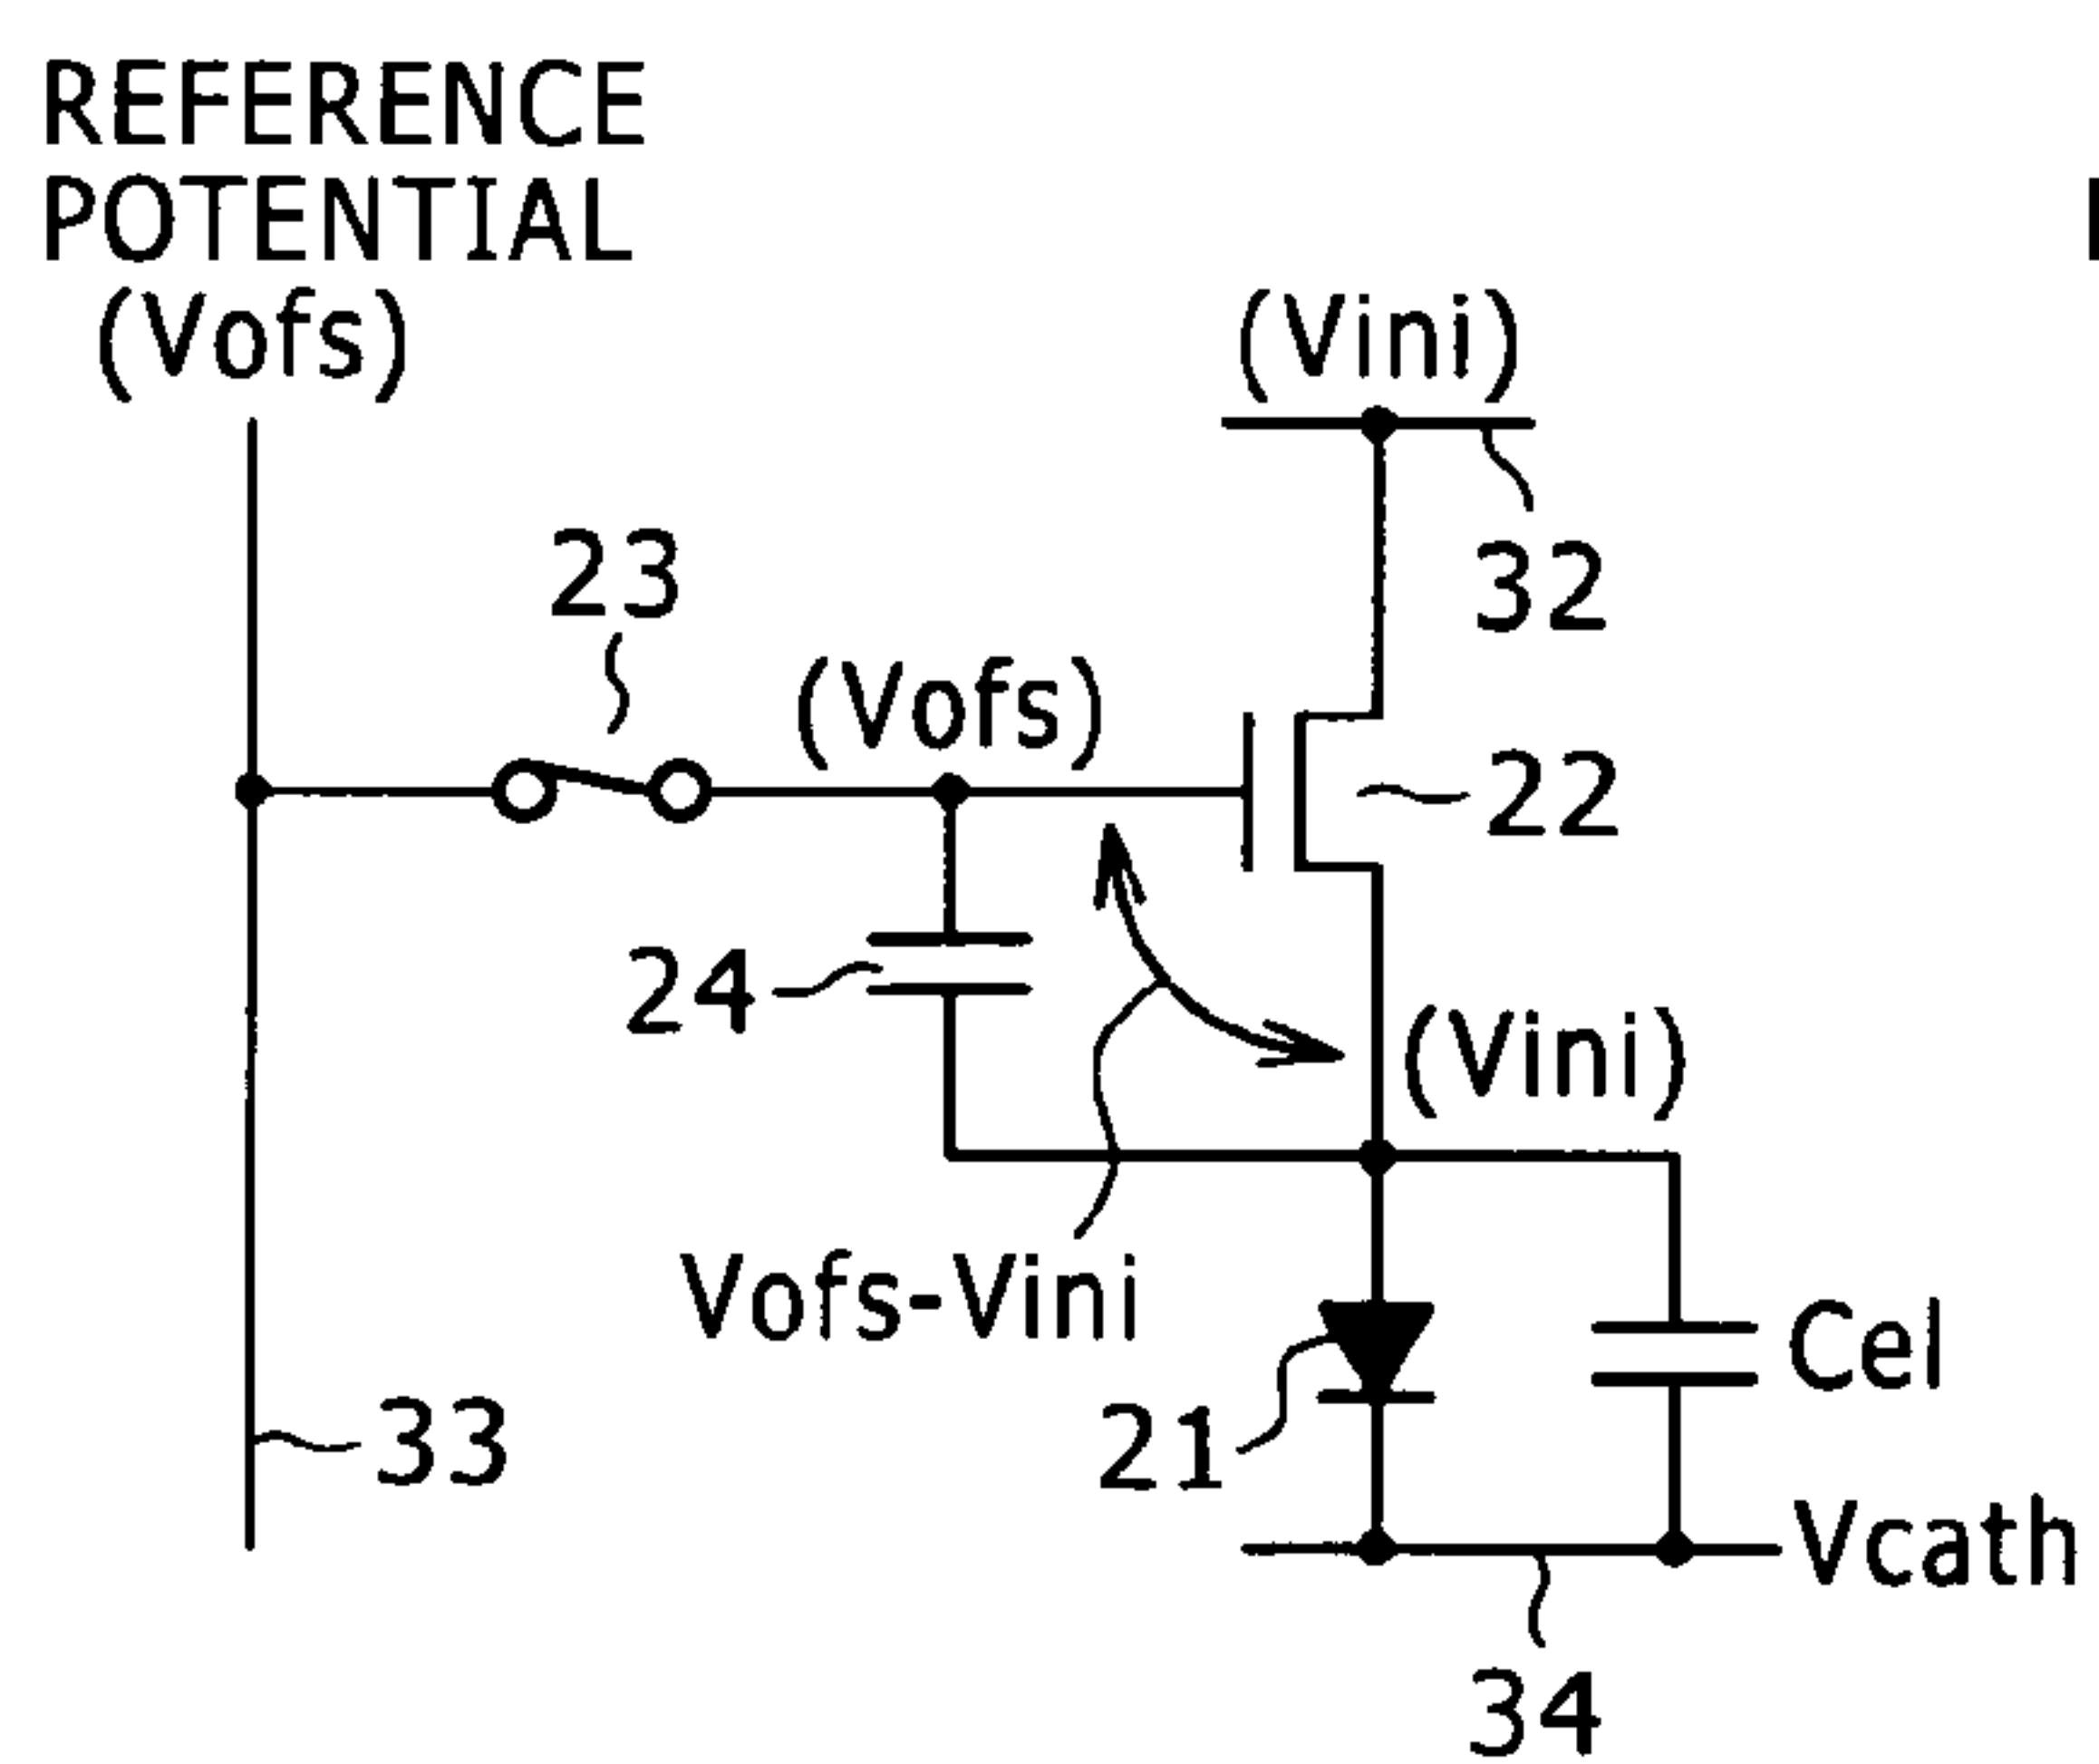 REFERENCE
POTENTIAL
(Vofs)
(Vini)
32
23
(Vofs)
22
24
(Vini)
Vofs-Vini
Cel
21
33
Vcath
34